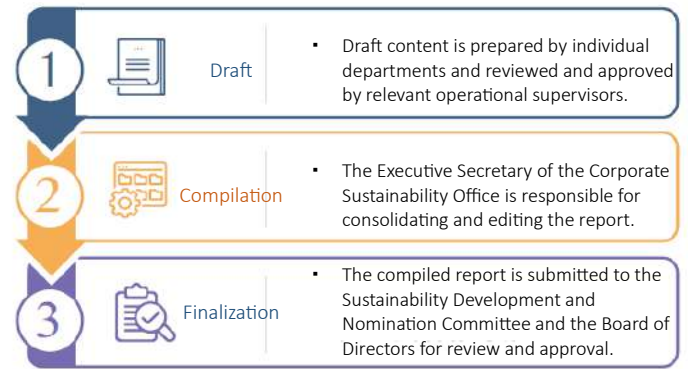 1
Draft
▪ Draft content is prepared by individual
departments and reviewed and approved
by relevant operational supervisors.
2
Compilation
▪ The Executive Secretary of the Corporate
Sustainability Office is responsible for
consolidating and editing the report.
3
Finalization
▪ The compiled report is submitted to the
Sustainability Development and
Nomination Committee and the Board of
Directors for review and approval.